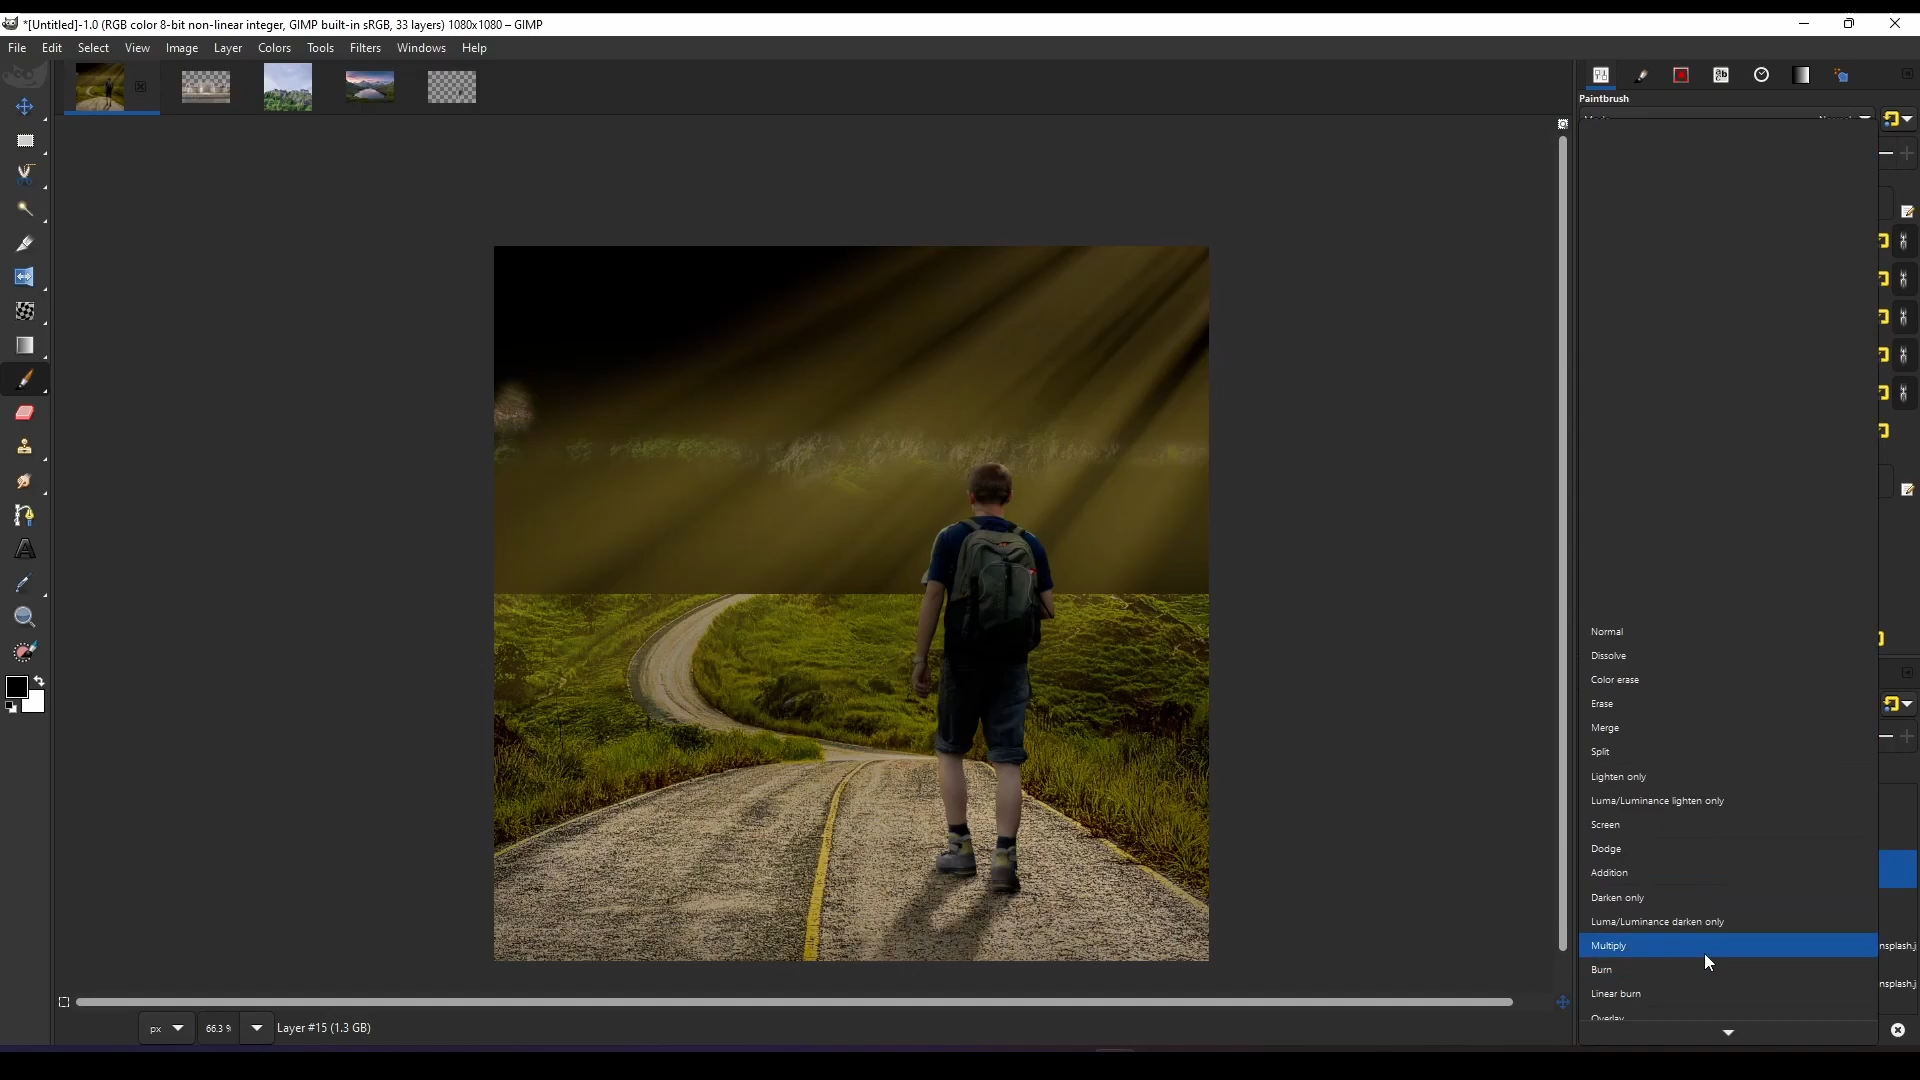 *[Untitled]-1.0 (RGB color 8-bit non-linear integer, GIMP built-in sRGB, 33 layers) 1080x1080 – GIMP
File Edit Select View Image Layer Colors Tools Filters Windows Help
Paintbrush
Normal
Dissolve
Color erase
Erase
Merge
Split
Lighten only
Luma/Luminance lighten only
Screen
Dodge
Addition
Darken only
Luma/Luminance darken only
Multiply
Burn
Linear burn
Overlay
nsplash.j
nsplash.j
px 66.3 % Layer #15 (1.3 GB)